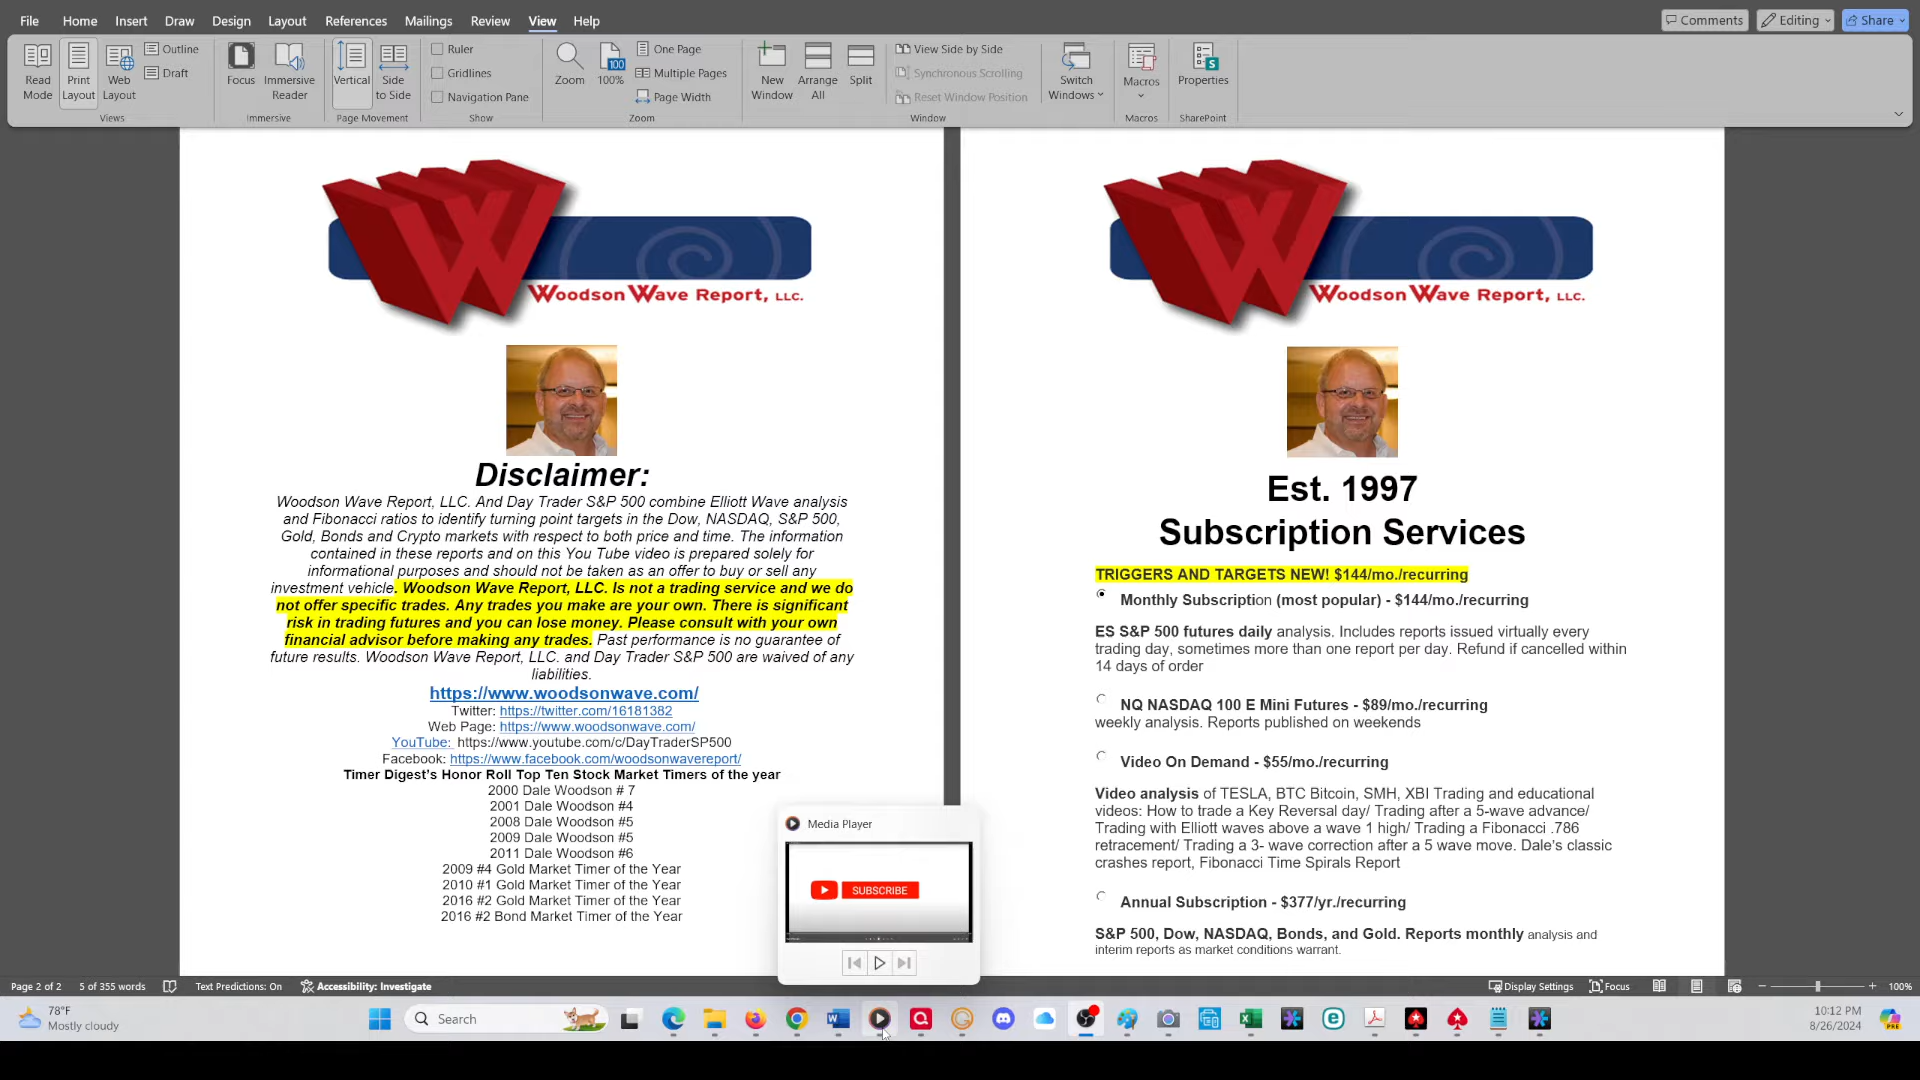 File Home Insert Draw Design Layout References Mailings Review View Help
Comments Editing Share
Read Mode
Print Layout
Web Layout
Outline
Draft
Views
Focus
Immersive Reader
Immersive
Vertical
Side to Side
Page Movement
Ruler
Gridlines
Navigation Pane
Show
Zoom
100
100%
One Page
Multiple Pages
Page Width
Zoom
New Window
Arrange All
Split
View Side by Side
Synchronous Scrolling
Reset Window Position
Window
Switch Windows
Macros
Macros
Properties
SharePoint
WOODSON WAVE REPORT, LLC.
Disclaimer:
Woodson Wave Report, LLC. And Day Trader S&P 500 combine Elliott Wave analysis
and Fibonacci ratios to identify turning point targets in the Dow, NASDAQ, S&P 500,
Gold, Bonds and Crypto markets with respect to both price and time. The information
contained in these reports and on this You Tube video is prepared solely for
informational purposes and should not be taken as an offer to buy or sell any
investment vehicle. Woodson Wave Report, LLC. Is not a trading service and we do
not offer specific trades. Any trades you make are your own. There is significant
risk in trading futures and you can lose money. Please consult with your own
financial advisor before making any trades. Past performance is no guarantee of
future results. Woodson Wave Report, LLC. and Day Trader S&P 500 are waived of any
liabilities.
https://www.woodsonwave.com/
Twitter: https://twitter.com/16181382
Web Page: https://www.woodsonwave.com/
YouTube: https://www.youtube.com/c/DayTraderSP500
Facebook: https://www.facebook.com/woodsonwavereport/
Timer Digest’s Honor Roll Top Ten Stock Market Timers of the year
2000 Dale Woodson # 7
2001 Dale Woodson #4
2008 Dale Woodson #5
2009 Dale Woodson #5
2011 Dale Woodson #6
2009 #4 Gold Market Timer of the Year
2010 #1 Gold Market Timer of the Year
2016 #2 Gold Market Timer of the Year
2016 #2 Bond Market Timer of the Year
WOODSON WAVE REPORT, LLC.
Est. 1997
Subscription Services
TRIGGERS AND TARGETS NEW! $144/mo./recurring
Monthly Subscription (most popular) - $144/mo./recurring
ES S&P 500 futures daily analysis. Includes reports issued virtually every
trading day, sometimes more than one report per day. Refund if cancelled within
14 days of order
NQ NASDAQ 100 E Mini Futures - $89/mo./recurring
weekly analysis. Reports published on weekends
Video On Demand - $55/mo./recurring
Video analysis of TESLA, BTC Bitcoin, SMH, XBI Trading and educational
videos: How to trade a Key Reversal day/ Trading after a 5-wave advance/
Trading with Elliott waves above a wave 1 high/ Trading a Fibonacci .786
retracement/ Trading a 3- wave correction after a 5 wave move. Dale’s classic
crashes report, Fibonacci Time Spirals Report
Annual Subscription - $377/yr./recurring
S&P 500, Dow, NASDAQ, Bonds, and Gold. Reports monthly analysis and
interim reports as market conditions warrant.
Media Player
SUBSCRIBE
Page 2 of 2 5 of 355 words Text Predictions: On Accessibility: Investigate
Display Settings Focus 100%
78°F
Mostly cloudy
Search
10:12 PM
8/26/2024
PRE